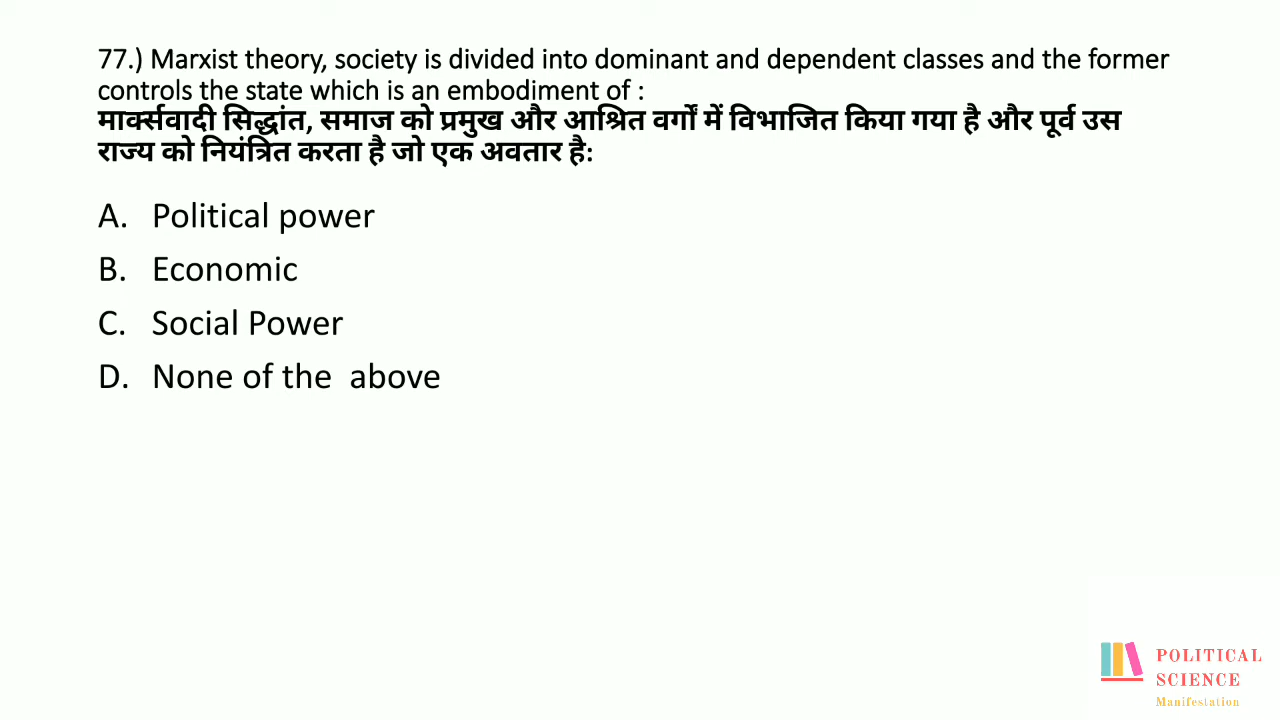 77.) Marxist theory, society is divided into dominant and dependent classes and the former
controls the state which is an embodiment of :
मार्क्सवादी सिद्धांत, समाज को प्रमुख और आश्रित वर्गों में विभाजित किया गया है और पूर्व उस
राज्य को नियंत्रित करता है जो एक अवतार है:
A. Political power
B. Economic
C. Social Power
D. None of the above
POLITICAL
SCIENCE
Manifestation